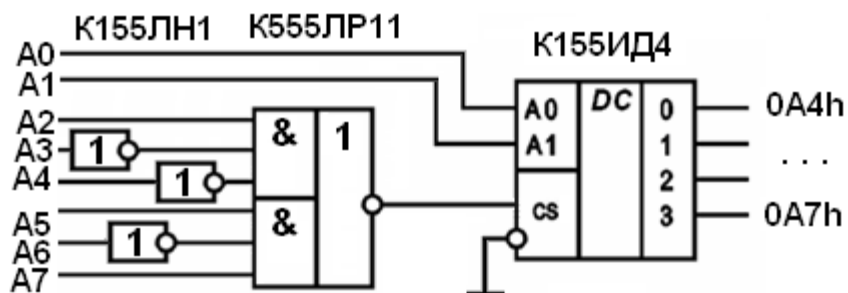 К155ЛН1 К555ЛР11 К155ИД4
A0
A1
A2
A3
A4
A5
A6
A7
1
1
1
&
&
1
A0
A1
CS
DC
0
1
2
3
0A4h
. . .
0A7h